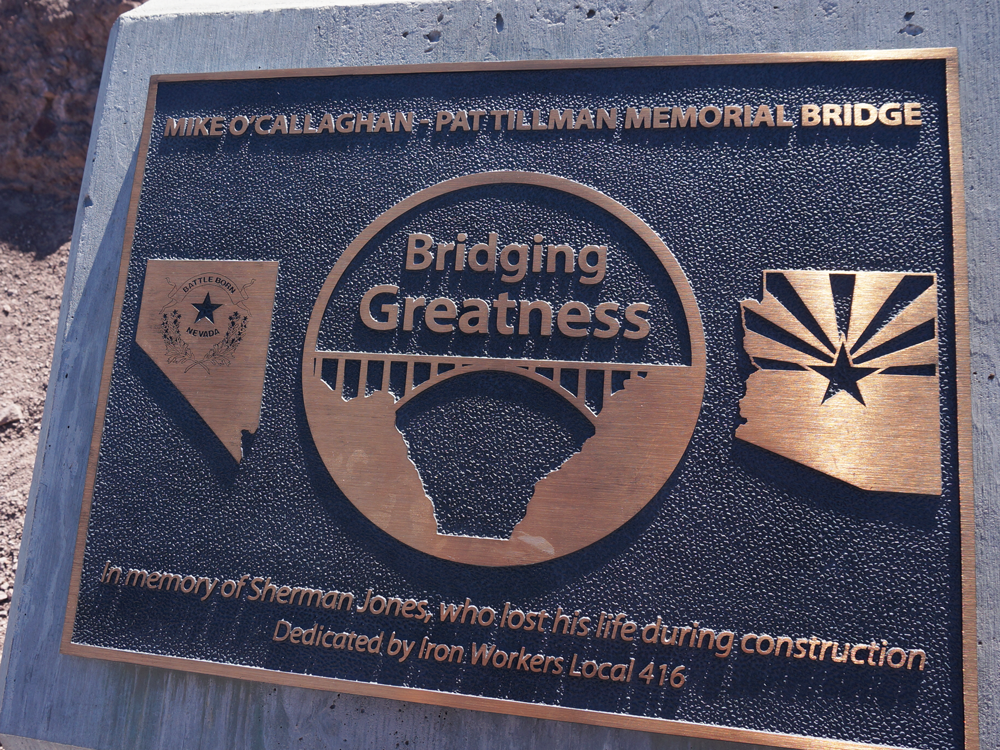 MIKE O'CALLAGHAN - PAT TILLMAN MEMORIAL BRIDGE
Bridging
Greatness
BATTLE BORN
NEVADA
In memory of Sherman Jones, who lost his life during construction
Dedicated by Iron Workers Local 416